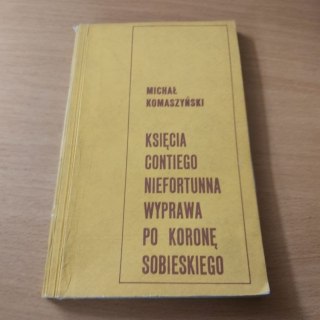 MICHAŁ
KOMASZYŃSKI
KSIĘCIA
CONTIEGO
NIEFORTUNNA
WYPRAWA
PO KORONĘ
SOBIESKIEGO